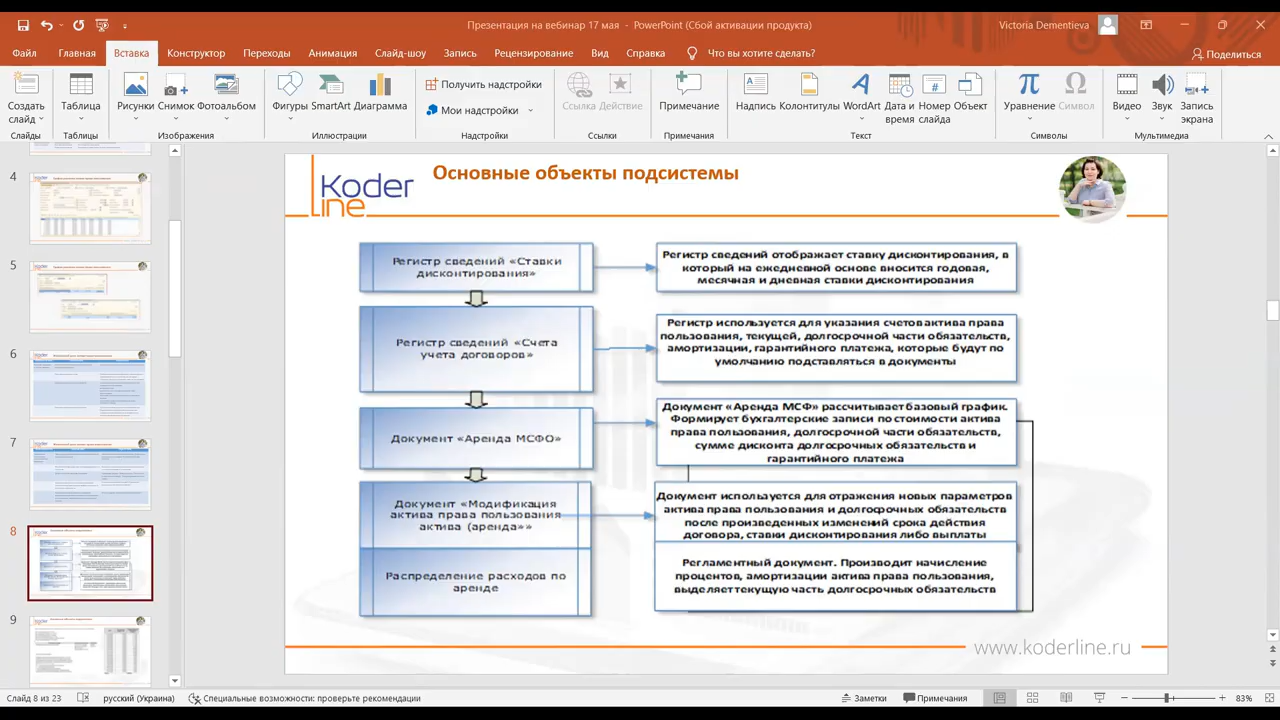 Презентация на вебинар 17 мая - PowerPoint (Сбой активации продукта)
Victoria Dementieva
Файл Главная Вставка Конструктор Переходы Анимация Слайд-шоу Запись Рецензирование Вид Справка Что вы хотите сделать? Поделиться
Создать слайд
Слайды
Таблица
Таблицы
Рисунки Снимок Фотоальбом
Изображения
Фигуры SmartArt Диаграмма
Иллюстрации
Получить надстройки
Мои надстройки
Надстройки
Ссылка Действие
Ссылки
Примечание
Примечания
Надпись Колонтитулы WordArt Дата и время Номер слайда Объект
Текст
Уравнение Символ
Символы
Видео Звук Запись экрана
Мультимедиа
4
5
6
7
8
9
Koder
line
Основные объекты подсистемы
Регистр сведений «Ставки
дисконтирования»
Регистр сведений отображает ставку дисконтирования, в
который на ежедневной основе вносится годовая,
месячная и дневная ставки дисконтирования
Регистр сведений «Счета
учета договоров»
Регистр используется для указания счетов актива права
пользования, текущей, долгосрочной части обязательств,
амортизации, гарантийного платежа, которые будут по
умолчанию подставляться в документы
Документ «Аренда МСФО»
Документ «Аренда МСФ» рассчитывает базовый график.
Формирует бухгалтерские записи по стоимости актива
права пользования, долгосрочной части обязательств,
сумме дисконта долгосрочных обязательств и
гарантийного платежа
Документ «Модификация
актива права пользования
актива (аренда»»
Документ используется для отражения новых параметров
актива права пользования и долгосрочных обязательств
после произведенных изменений срока действия
договора, ставки дисконтирования либо выплаты
Распределение расходов по
аренде
Регламентный документ. Производит начисление
процентов, амортизации актива права пользования,
выделяет текущую часть долгосрочных обязательств
www.koderline.ru
Слайд 8 из 23 русский (Украина) Специальные возможности: проверьте рекомендации Заметки Примечания 83%